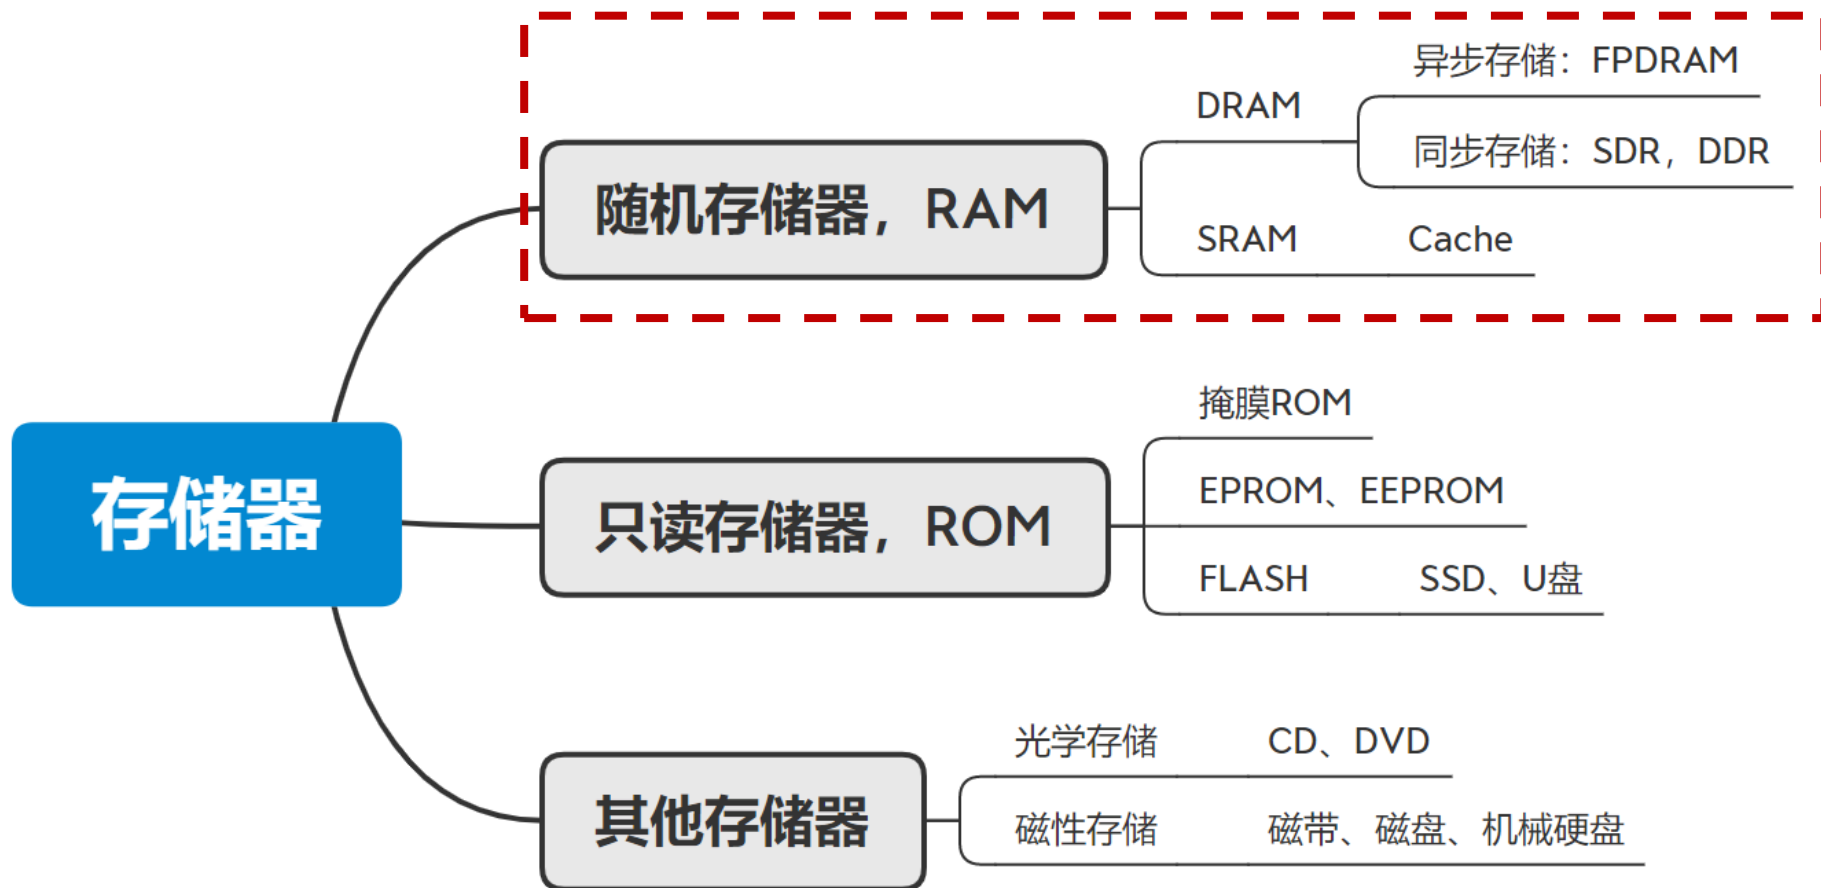 存储器
随机存储器，RAM
DRAM
异步存储：FPDRAM
同步存储：SDR，DDR
SRAM
Cache
只读存储器，ROM
掩膜ROM
EPROM、EEPROM
FLASH
SSD、U盘
其他存储器
光学存储
CD、DVD
磁性存储
磁带、磁盘、机械硬盘